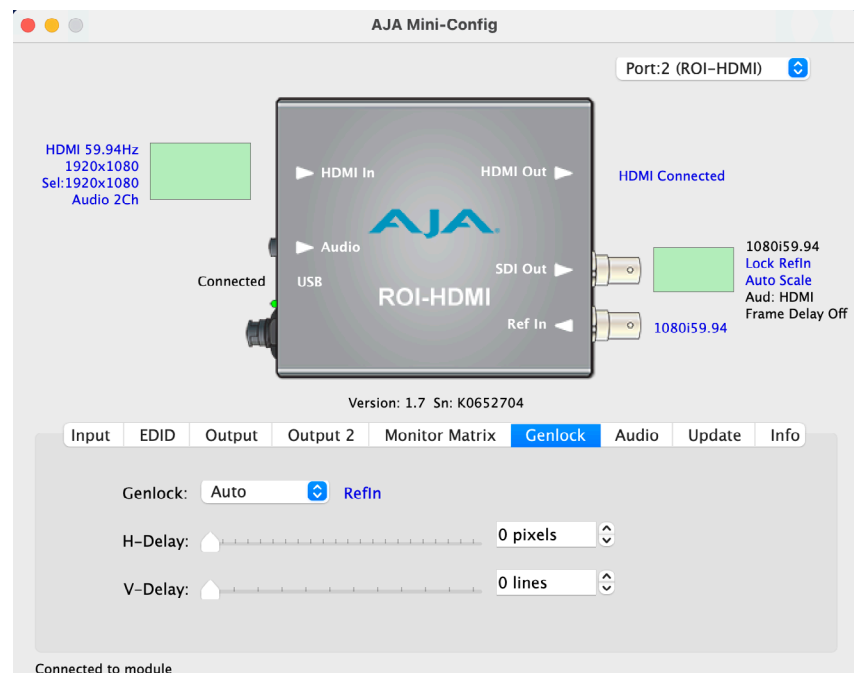 AJA Mini-Config
Port:2 (ROI-HDMI)
HDMI 59.94Hz
1920x1080
Sel:1920x1080
Audio 2Ch
HDMI In
HDMI Out
HDMI Connected
AJA
Audio
Connected
USB
SDI Out
ROI-HDMI
Ref In
1080i59.94
Lock RefIn
Auto Scale
Aud: HDMI
Frame Delay Off
1080i59.94
Version: 1.7 Sn: K0652704
Input EDID Output Output 2 Monitor Matrix Genlock Audio Update Info
Genlock: Auto RefIn
H-Delay: 0 pixels
V-Delay: 0 lines
Connected to module